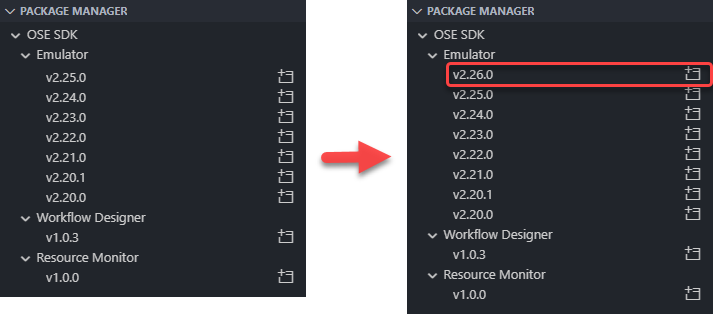 PACKAGE MANAGER
OSE SDK
Emulator
v2.25.0
v2.24.0
v2.23.0
v2.22.0
v2.21.0
v2.20.1
v2.20.0
Workflow Designer
v1.0.3
Resource Monitor
v1.0.0
PACKAGE MANAGER
OSE SDK
Emulator
v2.26.0
v2.25.0
v2.24.0
v2.23.0
v2.22.0
v2.21.0
v2.20.1
v2.20.0
Workflow Designer
v1.0.3
Resource Monitor
v1.0.0